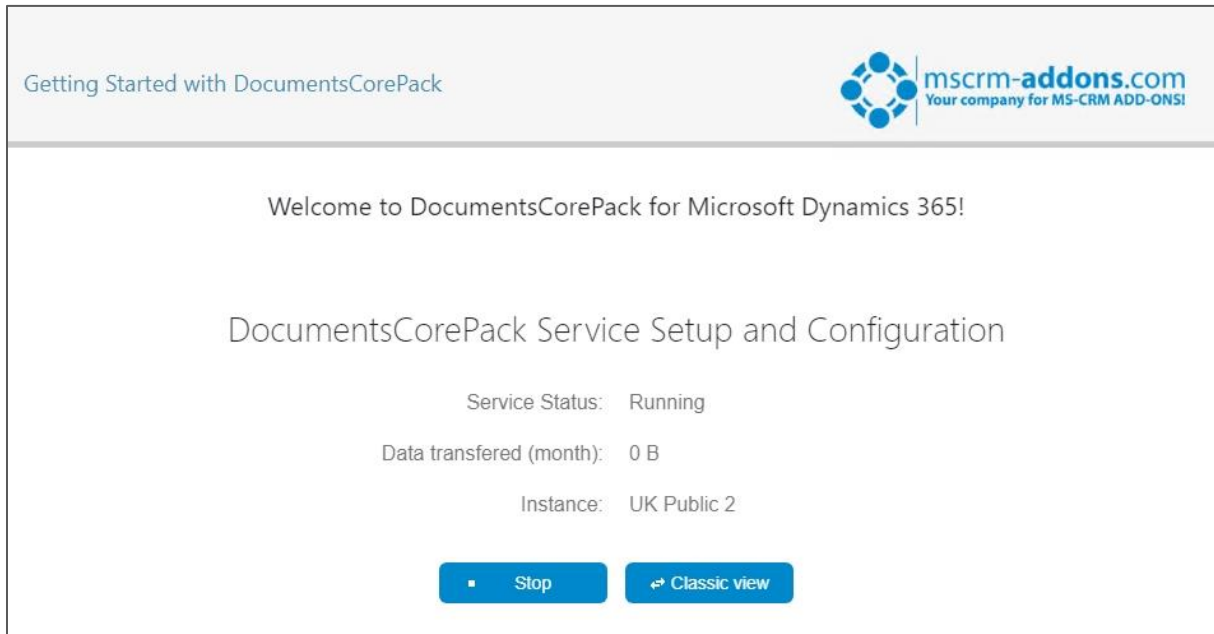 Getting Started with DocumentsCorePack
mscrm-addons.com
Your company for MS-CRM ADD-ONS!
Welcome to DocumentsCorePack for Microsoft Dynamics 365!
DocumentsCorePack Service Setup and Configuration
Service Status: Running
Data transfered (month): 0 B
Instance: UK Public 2
Stop
Classic view